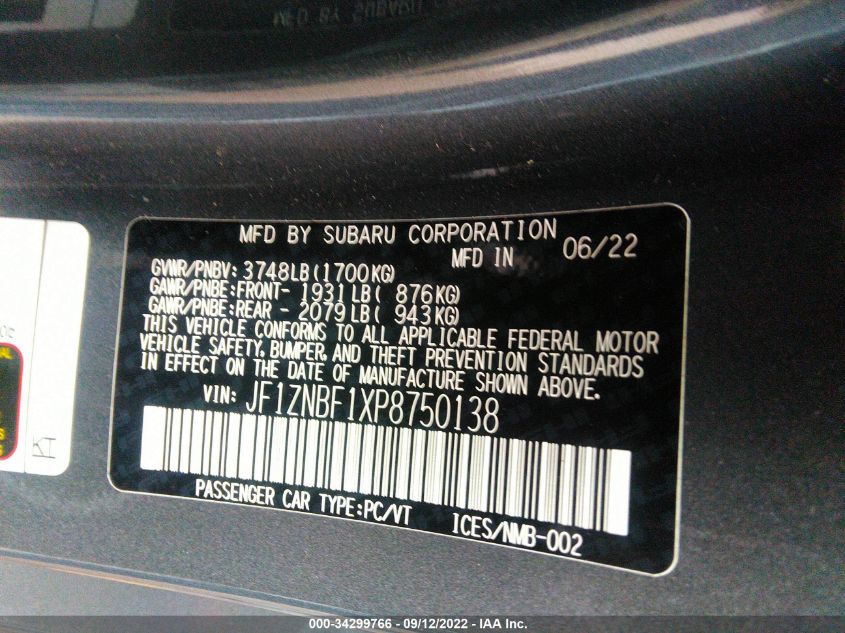 MFD BY SUBARU CORPORATION
MFD IN 06/22
GVWR/PNBV: 3748LB(1700KG)
GAWR/PNBE:FRONT- 1931LB( 876KG)
GAWR/PNBE:REAR - 2079LB( 943KG)
THIS VEHICLE CONFORMS TO ALL APPLICABLE FEDERAL MOTOR
VEHICLE SAFETY, BUMPER, AND THEFT PREVENTION STANDARDS
IN EFFECT ON THE DATE OF MANUFACTURE SHOWN ABOVE.
VIN: JF1ZNBF1XP8750138
PASSENGER CAR TYPE:PC/VT ICES/NMB-002
KI
000-34299766 - 09/12/2022 - IAA Inc.